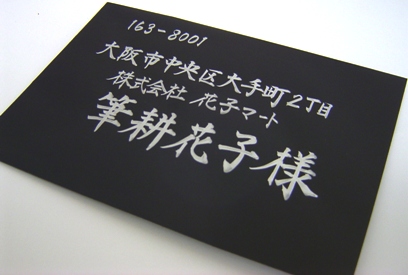 163-8001
大阪市中央区大手町2丁目
株式会社 花子マート
筆耕花子様